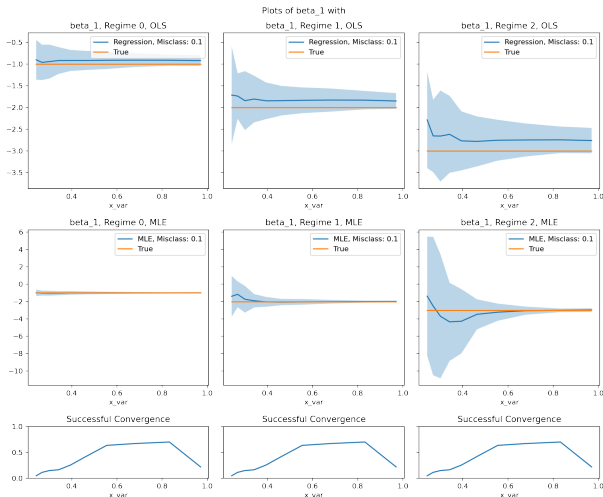 Plots of beta_1 with
beta_1, Regime 0, OLS
beta_1, Regime 1, OLS
beta_1, Regime 2, OLS
Regression, Misclass: 0.1
True
Regression, Misclass: 0.1
True
Regression, Misclass: 0.1
True
−0.5
−1.0
−1.5
−2.0
−2.5
−3.0
−3.5
0.4 0.6 0.8 1.0
0.4 0.6 0.8 1.0
0.4 0.6 0.8 1.0
x_var
x_var
x_var
beta_1, Regime 0, MLE
beta_1, Regime 1, MLE
beta_1, Regime 2, MLE
MLE, Misclass: 0.1
True
MLE, Misclass: 0.1
True
MLE, Misclass: 0.1
True
6
4
2
0
−2
−4
−6
−8
−10
0.4 0.6 0.8 1.0
0.4 0.6 0.8 1.0
0.4 0.6 0.8 1.0
x_var
x_var
x_var
Successful Convergence
Successful Convergence
Successful Convergence
1.0
0.5
0.0
0.4 0.6 0.8 1.0
0.4 0.6 0.8 1.0
0.4 0.6 0.8 1.0
x_var
x_var
x_var